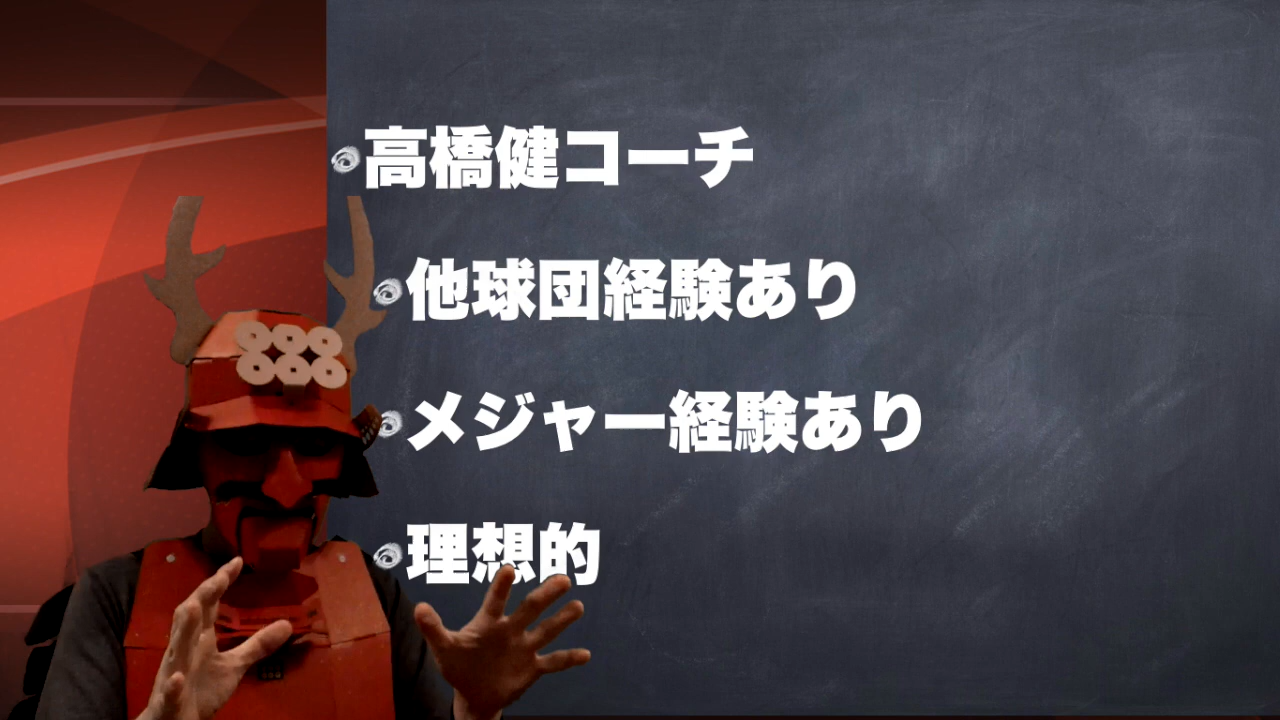 高橋健コーチ
他球団経験あり
メジャー経験あり
理想的